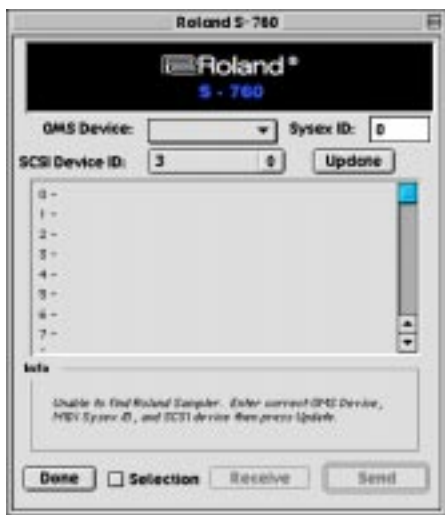 Roland S-760
Roland®
S - 760
OMS Device:
Sysex ID: 0
SCSI Device ID: 3
Update
0 -
1 -
2 -
3 -
4 -
5 -
6 -
7 -
Info
Unable to find Roland Sampler. Enter correct OMS Device,
MIDI Sysex ID, and SCSI device then press Update.
Done Selection Receive Send